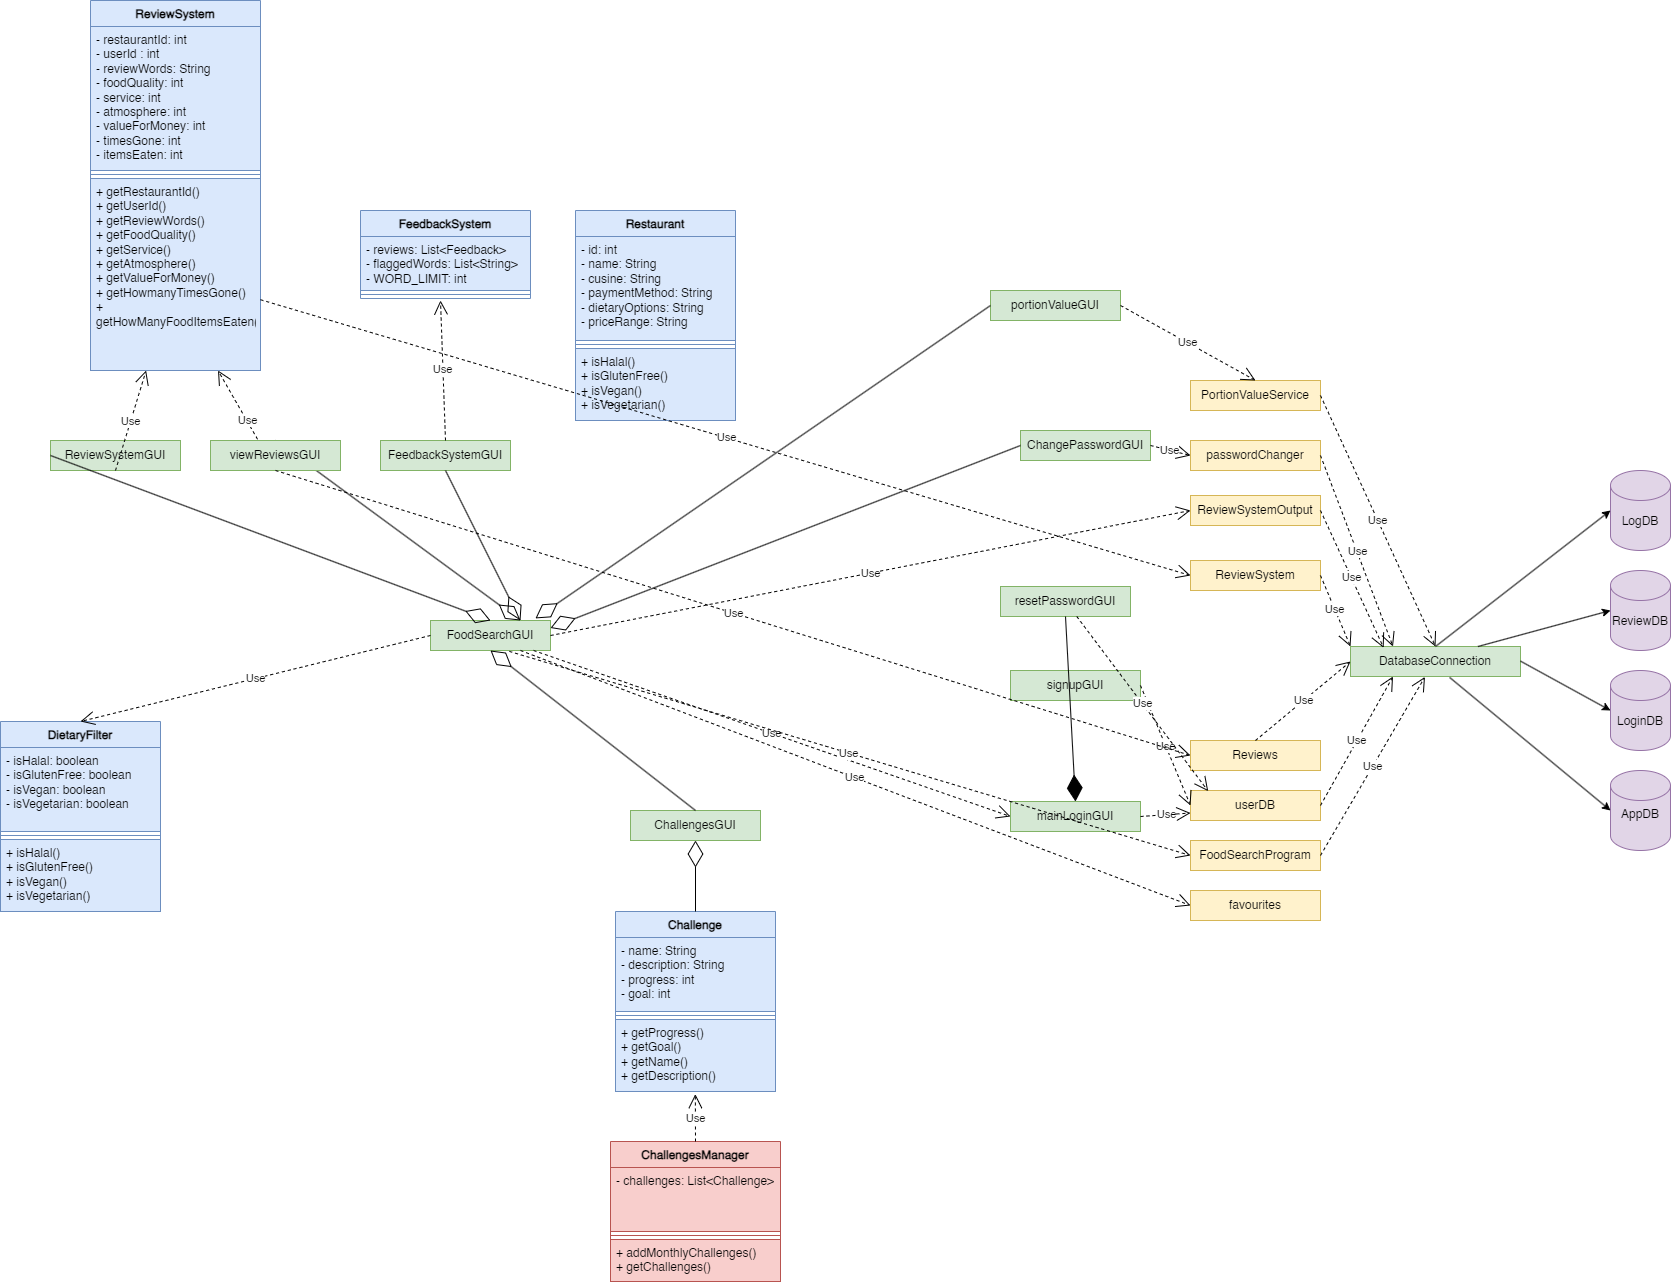 ReviewSystem
- restaurantId: int
- userId : int
- reviewWords: String
- foodQuality: int
- service: int
- atmosphere: int
- valueForMoney: int
- timesGone: int
- itemsEaten: int
+ getRestaurantId()
+ getUserId()
+ getReviewWords()
+ getFoodQuality()
+ getService()
+ getAtmosphere()
+ getValueForMoney()
+ getHowmanyTimesGone()
+
getHowManyFoodItemsEaten(
FeedbackSystem
- reviews: List<Feedback>
- flaggedWords: List<String>
- WORD_LIMIT: int
Restaurant
- id: int
- name: String
- cusine: String
- paymentMethod: String
- dietaryOptions: String
- priceRange: String
+ isHalal()
+ isGlutenFree()
+ isVegan()
+ isVegetarian()
portionValueGUI
Use
PortionValueService
Use
Use
Use
Use
ReviewSystemGUI
viewReviewsGUI
FeedbackSystemGUI
ChangePasswordGUI
Use
passwordChanger
ReviewSystemOutput
Use
LogDB
Use
Use
ReviewSystem
Use
Use
resetPasswordGUI
Use
Use
ReviewDB
FoodSearchGUI
DatabaseConnection
Use
signupGUI
Use
Use
LoginDB
DietaryFilter
- isHalal: boolean
- isGlutenFree: boolean
- isVegan: boolean
- isVegetarian: boolean
+ isHalal()
+ isGlutenFree()
+ isVegan()
+ isVegetarian()
Use
Use
Use
Use
Reviews
Use
Use
userDB
mainLoginGUI
Use
AppDB
ChallengesGUI
FoodSearchProgram
favourites
Challenge
- name: String
- description: String
- progress: int
- goal: int
+ getProgress()
+ getGoal()
+ getName()
+ getDescription()
Use
ChallengesManager
- challenges: List<Challenge>
+ addMonthlyChallenges()
+ getChallenges()